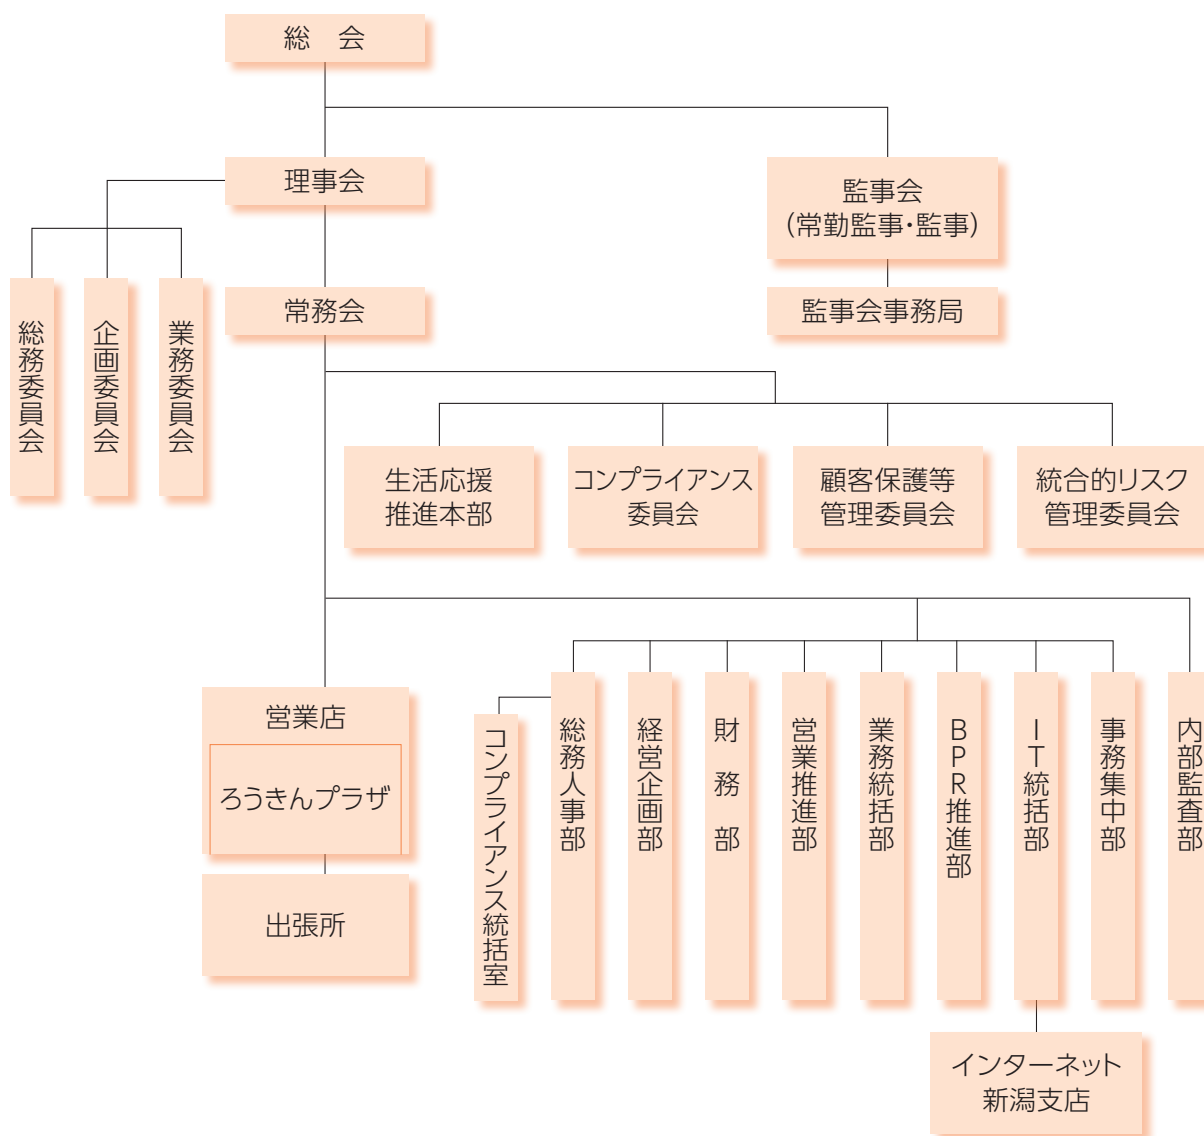 総　会
理事会
監事会
（常勤監事・監事）
総務委員会
企画委員会
業務委員会
常務会
監事会事務局
生活応援
推進本部
コンプライアンス
委員会
顧客保護等
管理委員会
統合的リスク
管理委員会
営業店
ろうきんプラザ
出張所
コンプライアンス統括室
総務人事部
経営企画部
財　務　部
営業推進部
業務統括部
BPR推進部
IT統括部
事務集中部
内部監査部
インターネット
新潟支店